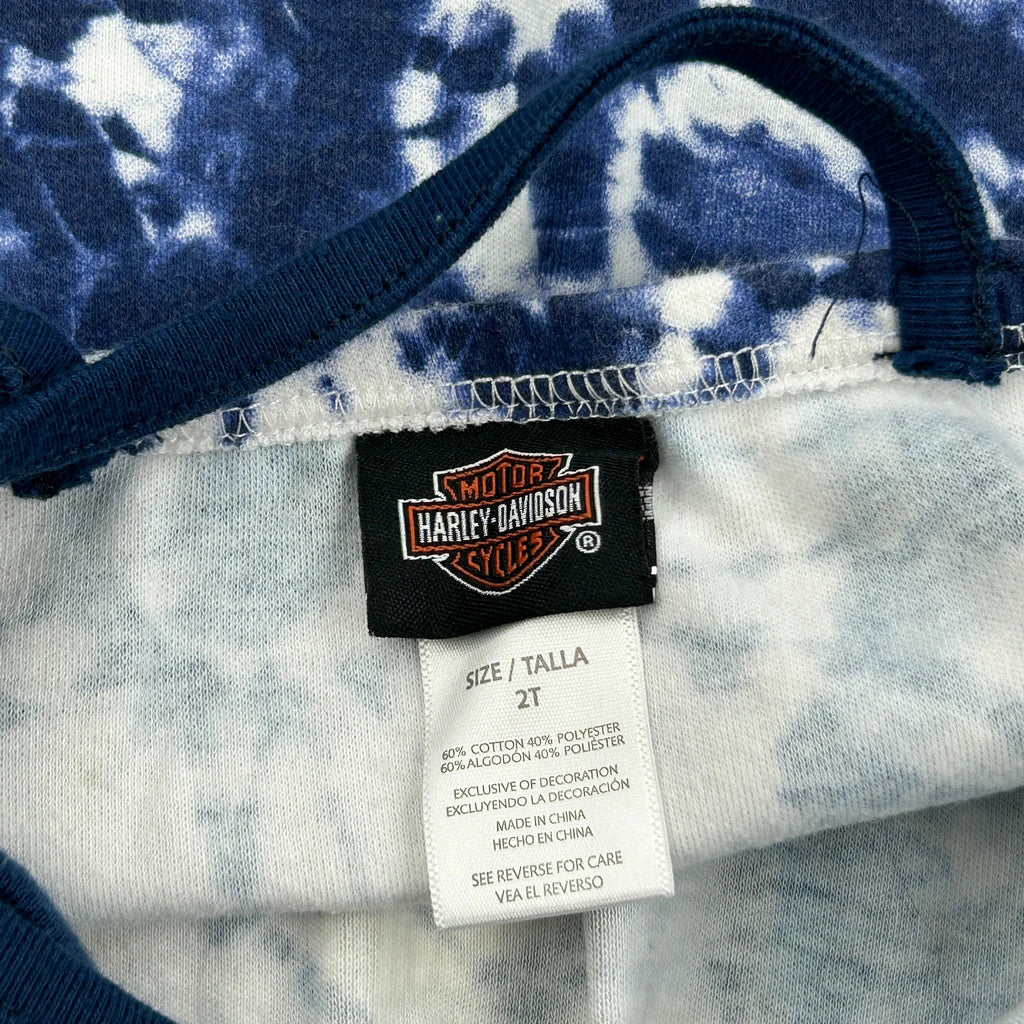 MOTOR
HARLEY-DAVIDSON
CYCLES
®
SIZE / TALLA
2T
60% COTTON 40% POLYESTER
60% ALGODÓN 40% POLIÉSTER
EXCLUSIVE OF DECORATION
EXCLUYENDO LA DECORACIÓN
MADE IN CHINA
HECHO EN CHINA
SEE REVERSE FOR CARE
VEA EL REVERSO